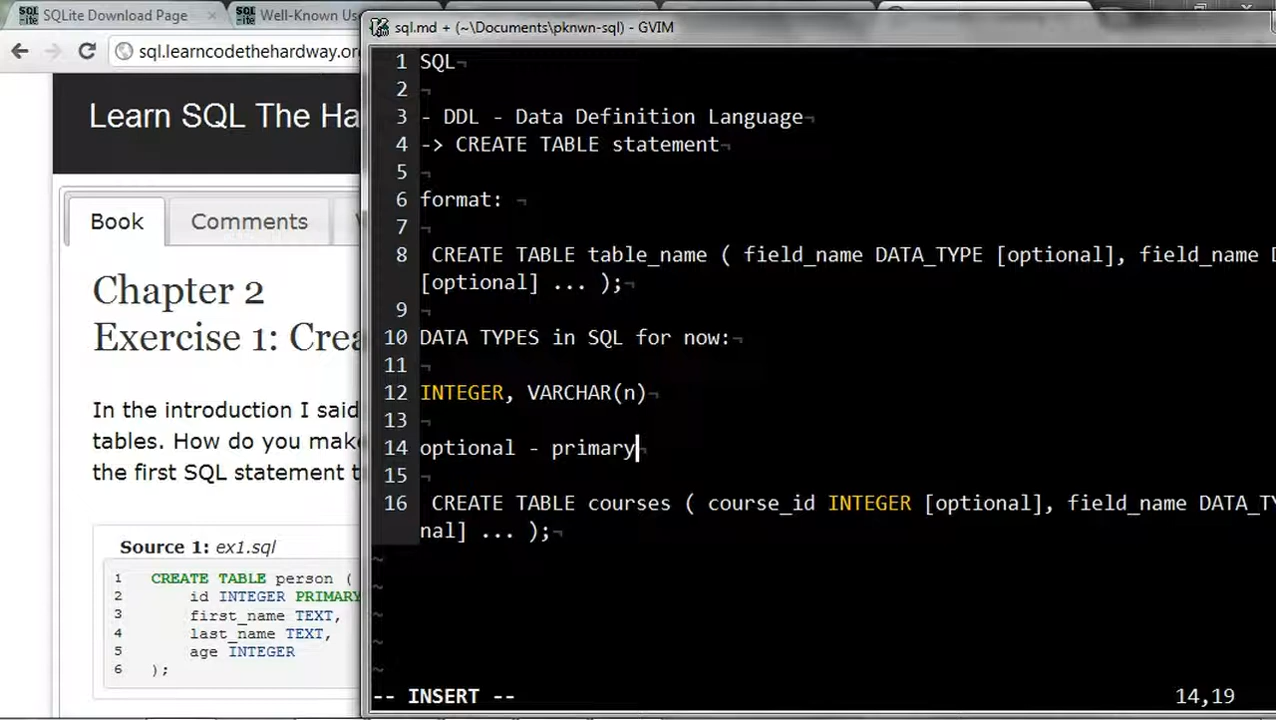 SQLite Download Page
Well-Known Us
sql.learncodethehardway.or
Learn SQL The Ha
Book
Comments
Chapter 2
Exercise 1: Crea
In the introduction I said
tables. How do you make
the first SQL statement t
Source 1: ex1.sql
1 CREATE TABLE person (
2 id INTEGER PRIMARY
3 first_name TEXT,
4 last_name TEXT,
5 age INTEGER
6 );
sql.md + (~\Documents\pknwn-sql) - GVIM
1 SQL¬
2 ¬
3 - DDL - Data Definition Language¬
4 -> CREATE TABLE statement¬
5 ¬
6 format: ¬
7 ¬
8 CREATE TABLE table_name ( field_name DATA_TYPE [optional], field_name D
[optional] ... );¬
9 ¬
10 DATA TYPES in SQL for now:¬
11 ¬
12 INTEGER, VARCHAR(n)¬
13 ¬
14 optional - primary¬
15 ¬
16 CREATE TABLE courses ( course_id INTEGER [optional], field_name DATA_TY
nal] ... );¬
~
~
~
~
~
-- INSERT -- 14,19